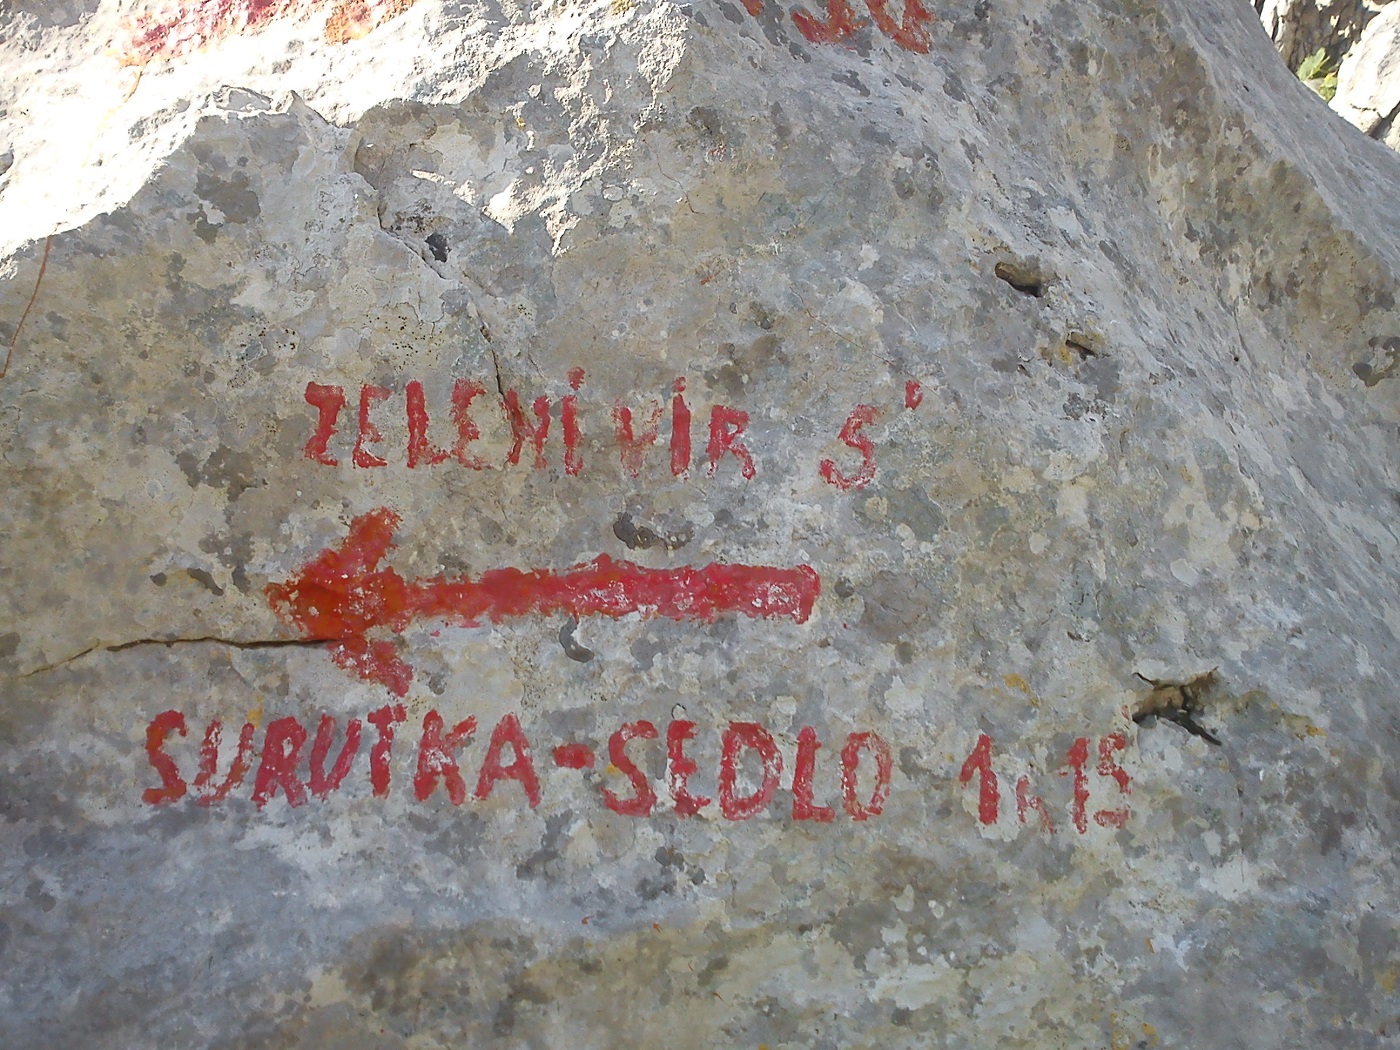 ZELENI VIR 5'
SURUTKA-SEDLO 1h15